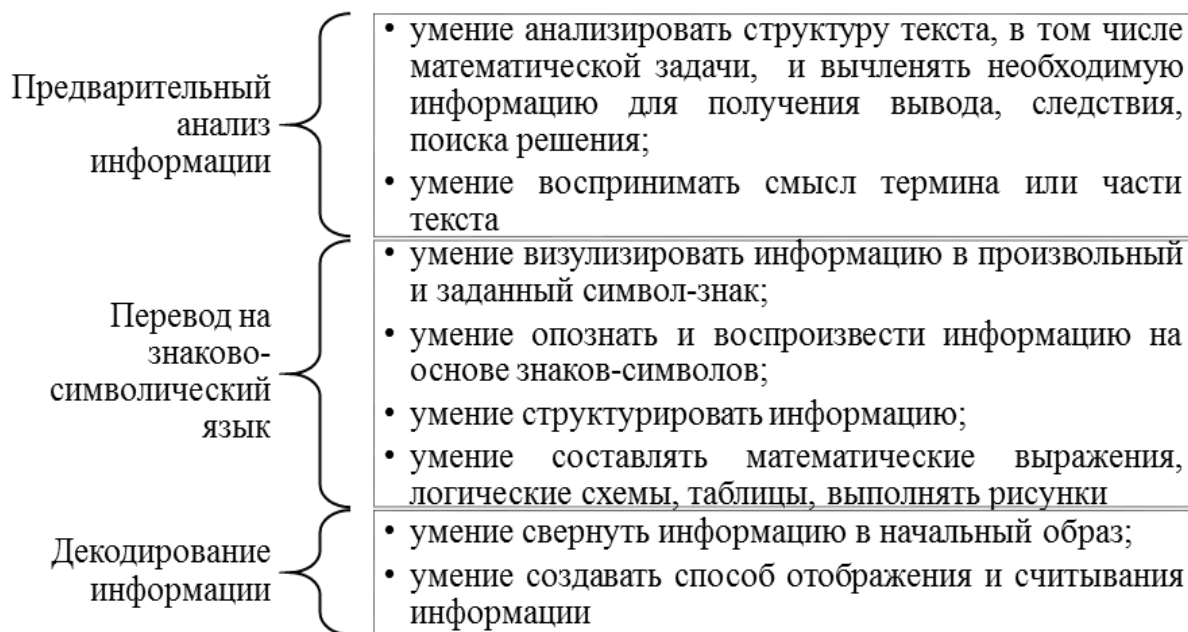 Предварительный
анализ
информации
• умение анализировать структуру текста, в том числе
математической задачи, и вычленять необходимую
информацию для получения вывода, следствия,
поиска решения;
• умение воспринимать смысл термина или части
текста
Перевод на
знаково-
символический
язык
• умение визулизировать информацию в произвольный
и заданный символ-знак;
• умение опознать и воспроизвести информацию на
основе знаков-символов;
• умение структурировать информацию;
• умение составлять математические выражения,
логические схемы, таблицы, выполнять рисунки
Декодирование
информации
• умение свернуть информацию в начальный образ;
• умение создавать способ отображения и считывания
информации